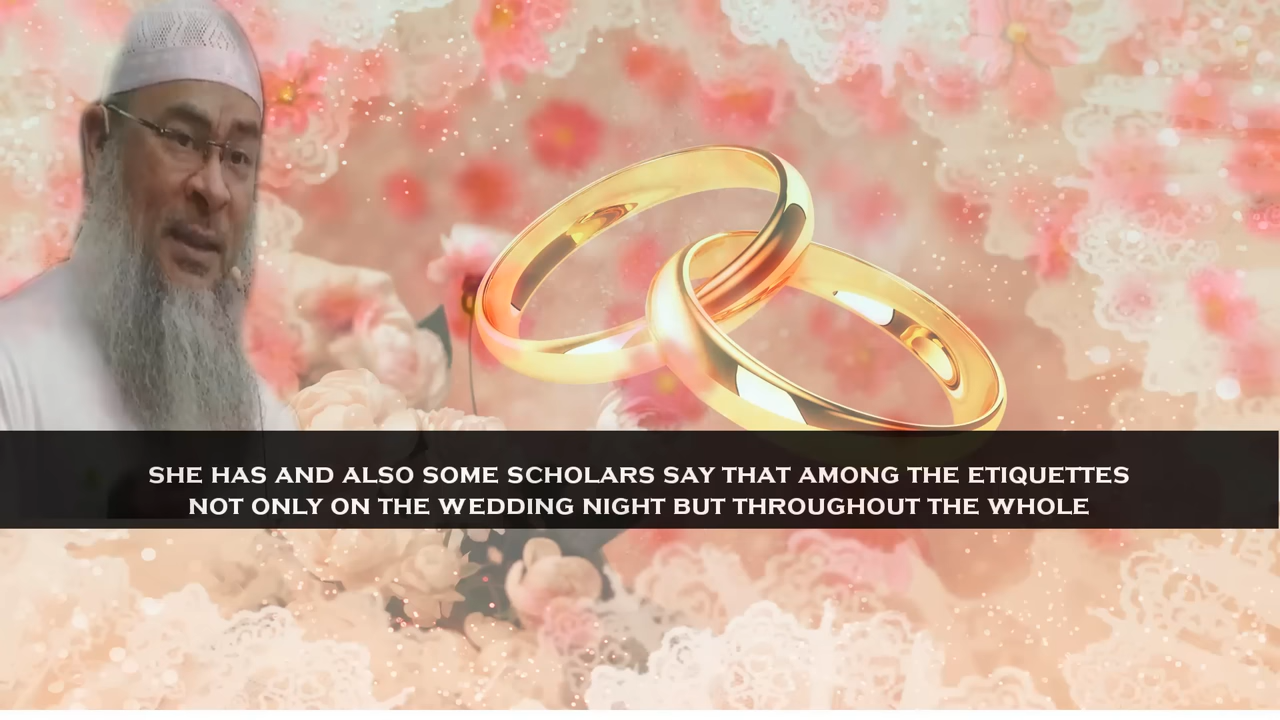 SHE HAS AND ALSO SOME SCHOLARS SAY THAT AMONG THE ETIQUETTES
NOT ONLY ON THE WEDDING NIGHT BUT THROUGHOUT THE WHOLE